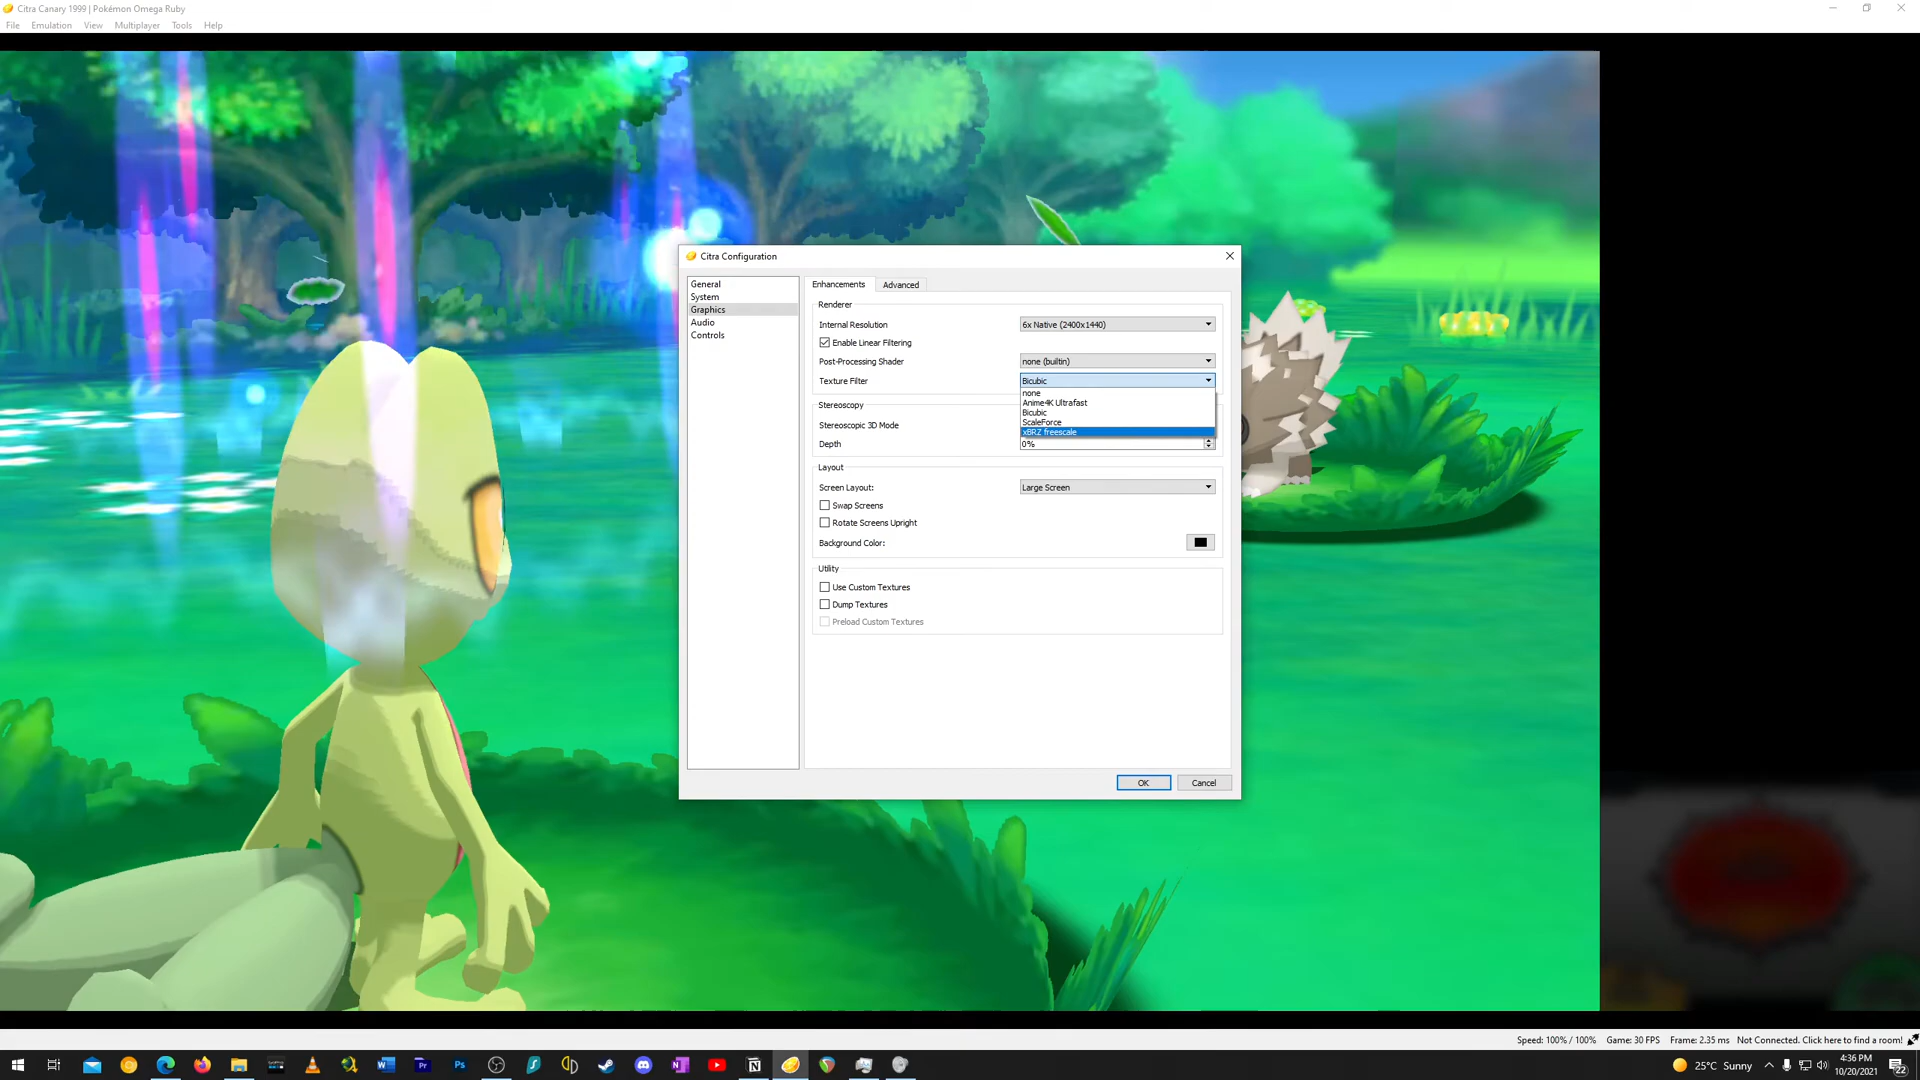 Citra Canary 1999 | Pokémon Omega Ruby
File Emulation View Multiplayer Tools Help
Citra Configuration
General
System
Graphics
Audio
Controls
Enhancements Advanced
Renderer
Internal Resolution 6x Native (2400x1440)
Enable Linear Filtering
Post-Processing Shader none (builtin)
Texture Filter Bicubic
none
Anime4K Ultrafast
Bicubic
ScaleForce
xBRZ freescale
Stereoscopy
Stereoscopic 3D Mode
Depth 0%
Layout
Screen Layout: Large Screen
Swap Screens
Rotate Screens Upright
Background Color:
Utility
Use Custom Textures
Dump Textures
Preload Custom Textures
OK Cancel
Speed: 100% / 100% Game: 30 FPS Frame: 2.35 ms Not Connected. Click here to find a room!
25°C Sunny
4:36 PM
10/20/2021
22